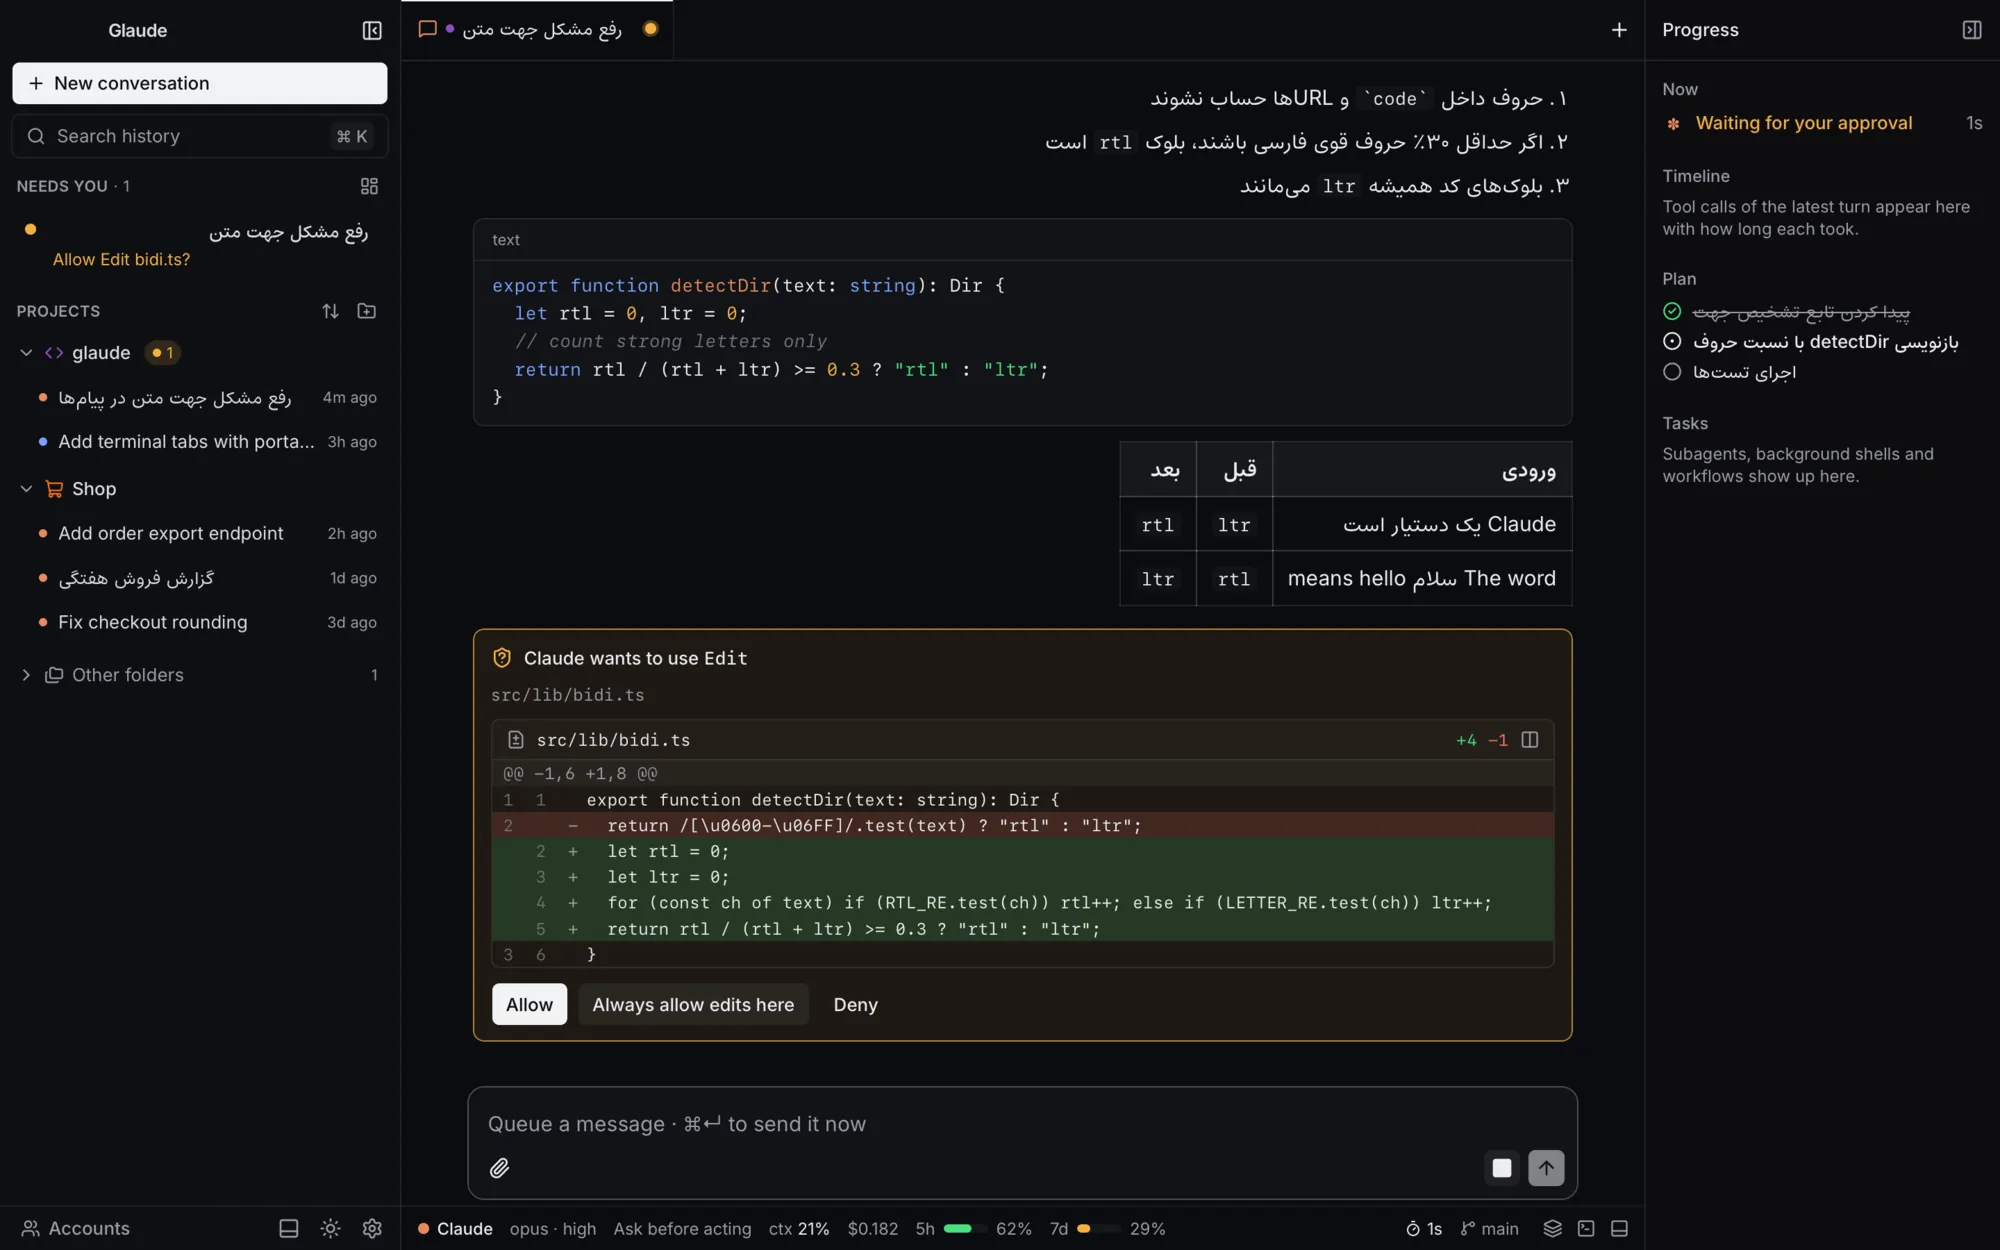 Glaude
New conversation
Search history ⌘ K
NEEDS YOU · 1
رفع مشکل جهت متن
Allow Edit bidi.ts?
PROJECTS
glaude 1
رفع مشکل جهت متن در پیام‌ها 4m ago
Add terminal tabs with porta... 3h ago
Shop
Add order export endpoint 2h ago
گزارش فروش هفتگی 1d ago
Fix checkout rounding 3d ago
Other folders 1
Accounts
رفع مشکل جهت متن
۱. حروف داخل `code` و URLها حساب نشوند
۲. اگر حداقل ۳۰٪ حروف قوی فارسی باشند، بلوک rtl است
۳. بلوک‌های کد همیشه ltr می‌مانند
text
export function detectDir(text: string): Dir {
let rtl = 0, ltr = 0;
// count strong letters only
return rtl / (rtl + ltr) >= 0.3 ? "rtl" : "ltr";
}
ورودی قبل بعد
Claude یک دستیار است ltr rtl
The word سلام means hello rtl ltr
Claude wants to use Edit
src/lib/bidi.ts
src/lib/bidi.ts +4 −1
@@ −1,6 +1,8 @@
1 1 export function detectDir(text: string): Dir {
2 − return /[\u0600-\u06FF]/.test(text) ? "rtl" : "ltr";
2 + let rtl = 0;
3 + let ltr = 0;
4 + for (const ch of text) if (RTL_RE.test(ch)) rtl++; else if (LETTER_RE.test(ch)) ltr++;
5 + return rtl / (rtl + ltr) >= 0.3 ? "rtl" : "ltr";
3 6 }
Allow Always allow edits here Deny
Queue a message · ⌘↵ to send it now
Claude opus · high Ask before acting ctx 21% $0.182 5h 62% 7d 29% 1s main
Progress
Now
Waiting for your approval 1s
Timeline
Tool calls of the latest turn appear here
with how long each took.
Plan
پیدا کردن تابع تشخیص جهت
بازنویسی detectDir با نسبت حروف
اجرای تست‌ها
Tasks
Subagents, background shells and
workflows show up here.